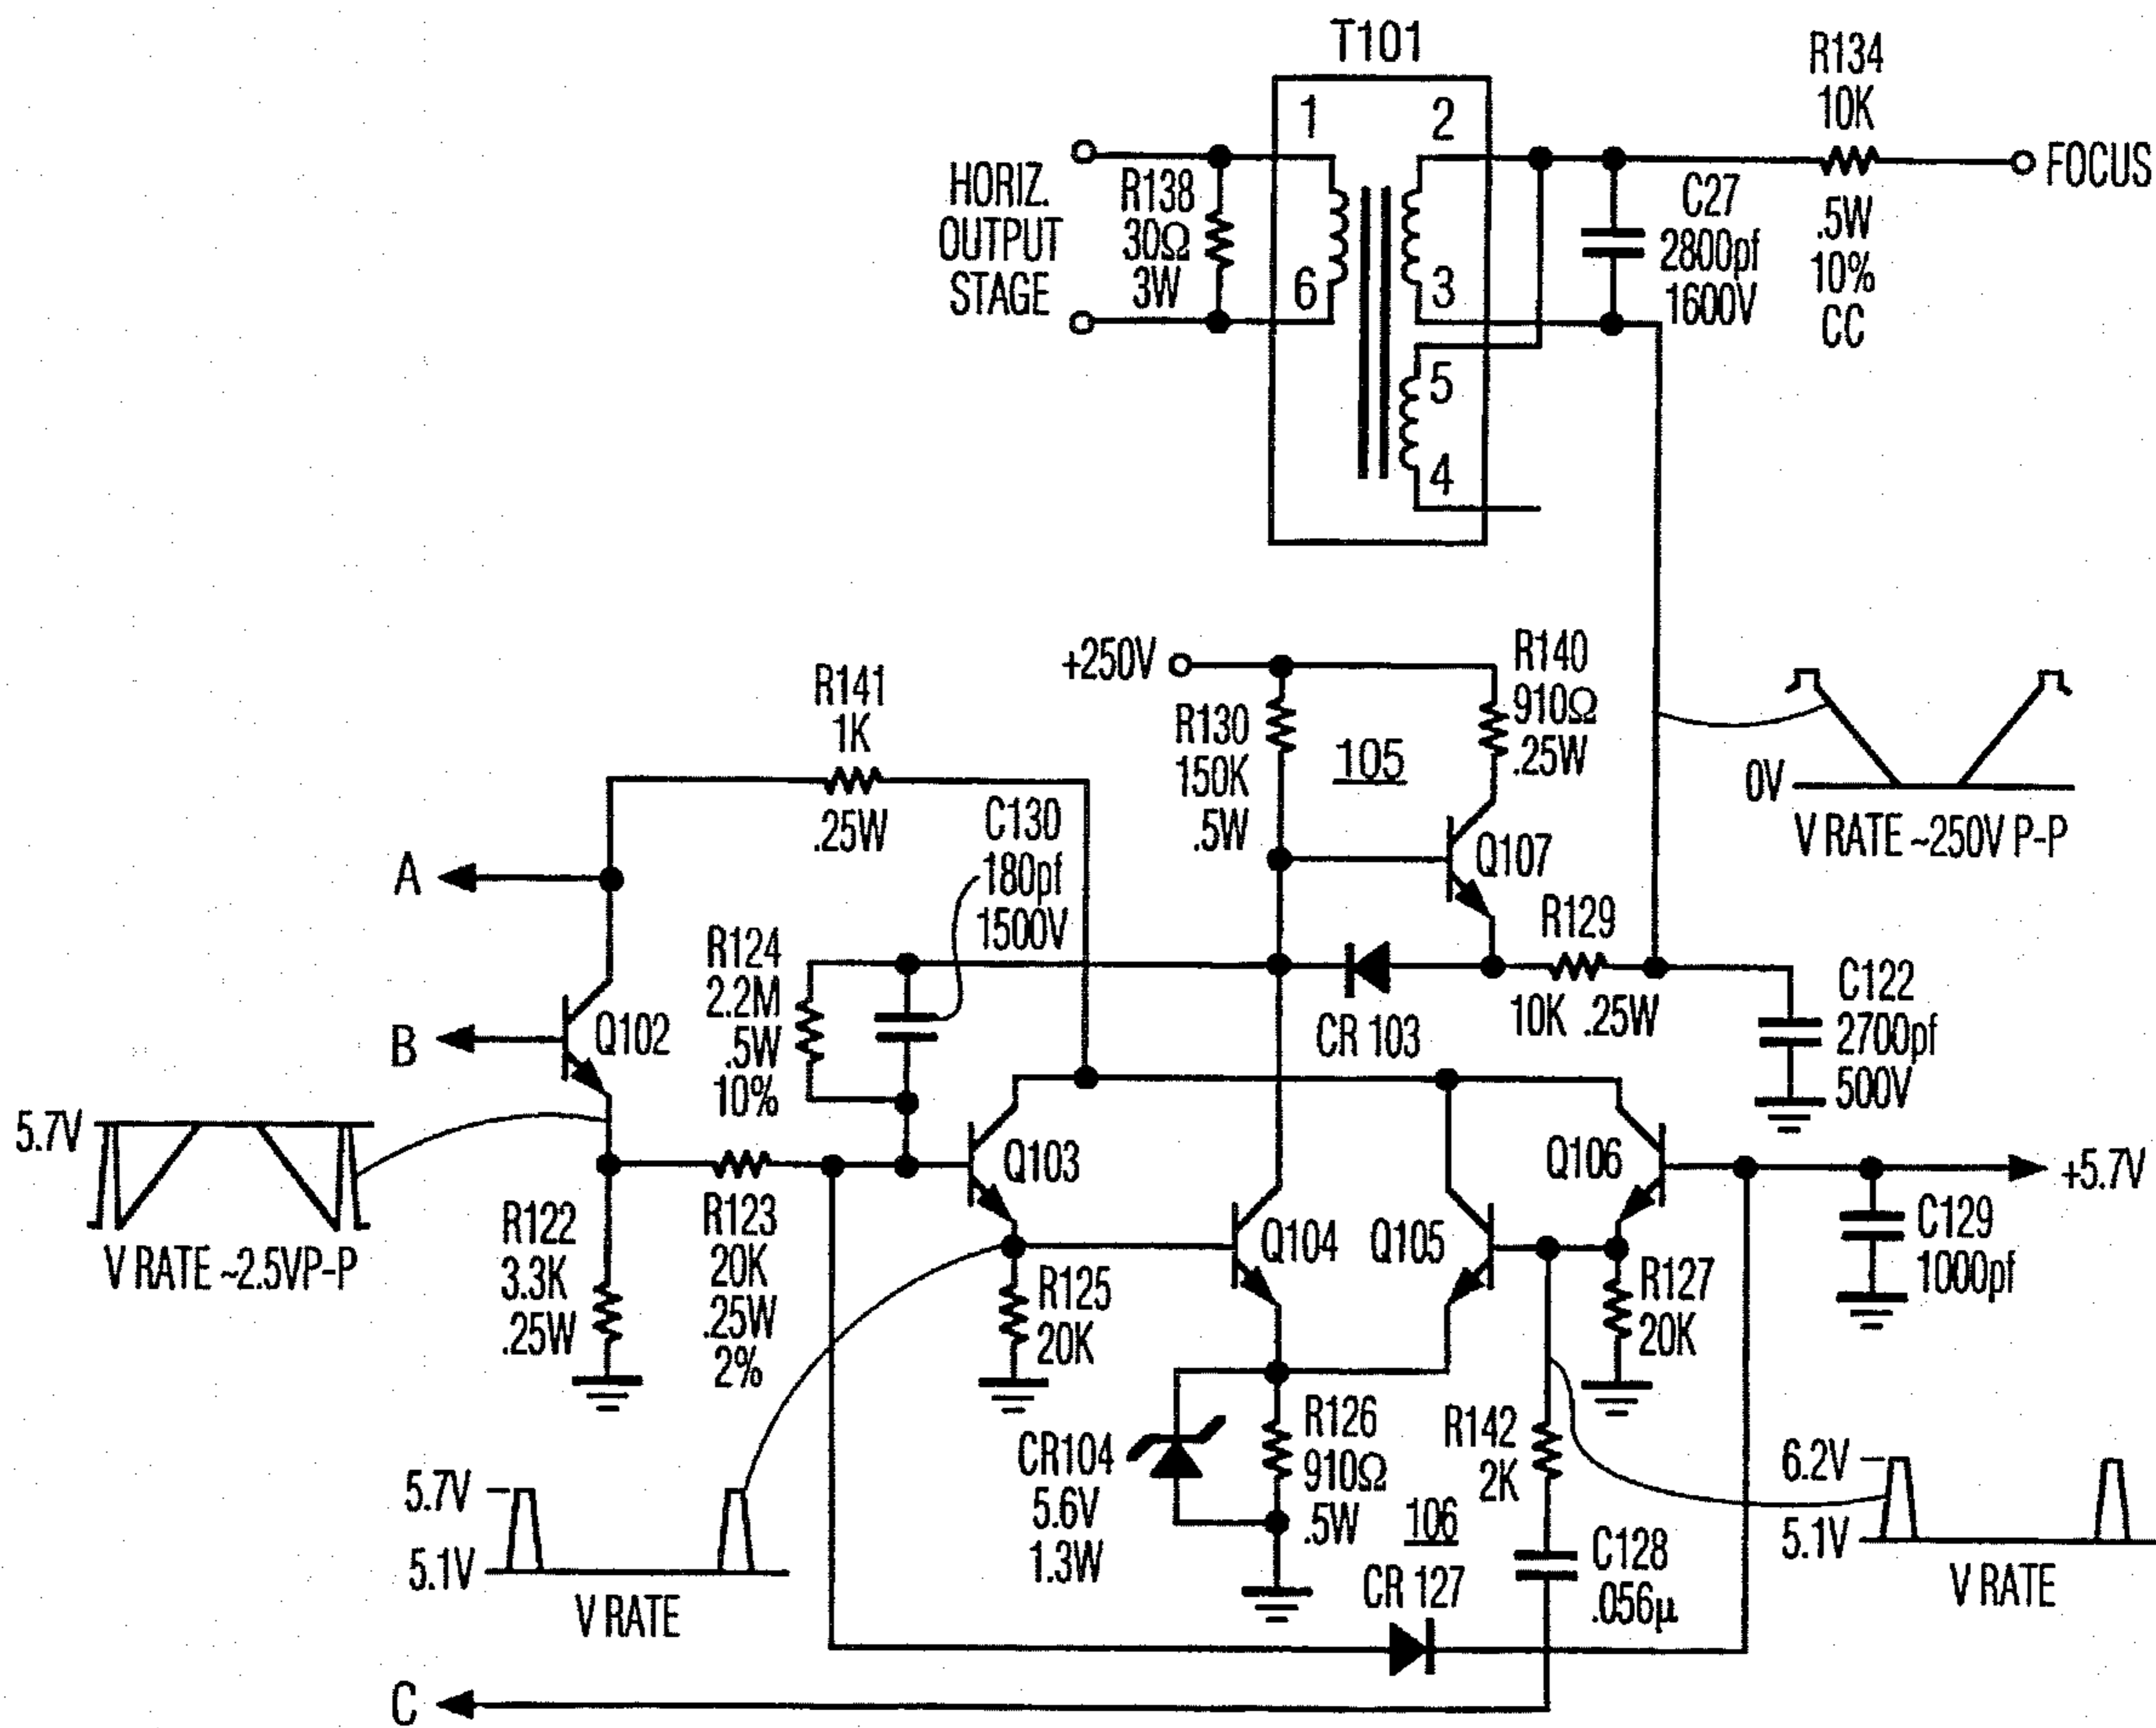 T101
1
2
6
3
5
4
HORIZ.
OUTPUT
STAGE
R138
30Ω
3W
R134
10K
.5W
10%
CC
FOCUS
C27
2800pf
1600V
+250V
R140
910Ω
.25W
R130
150K
.5W
105
Q107
0V
V RATE ~250V P-P
R141
1K
.25W
C130
180pf
1500V
A
B
Q102
R124
2.2M
.5W
10%
CR 103
R129
10K .25W
C122
2700pf
500V
5.7V
V RATE ~2.5VP-P
R122
3.3K
.25W
R123
20K
.25W
2%
Q103
Q104
Q105
Q106
+5.7V
C129
1000pf
R125
20K
R127
20K
CR104
5.6V
1.3W
R126
910Ω
.5W
106
R142
2K
C128
.056μ
CR 127
5.7V
5.1V
V RATE
6.2V
5.1V
V RATE
C